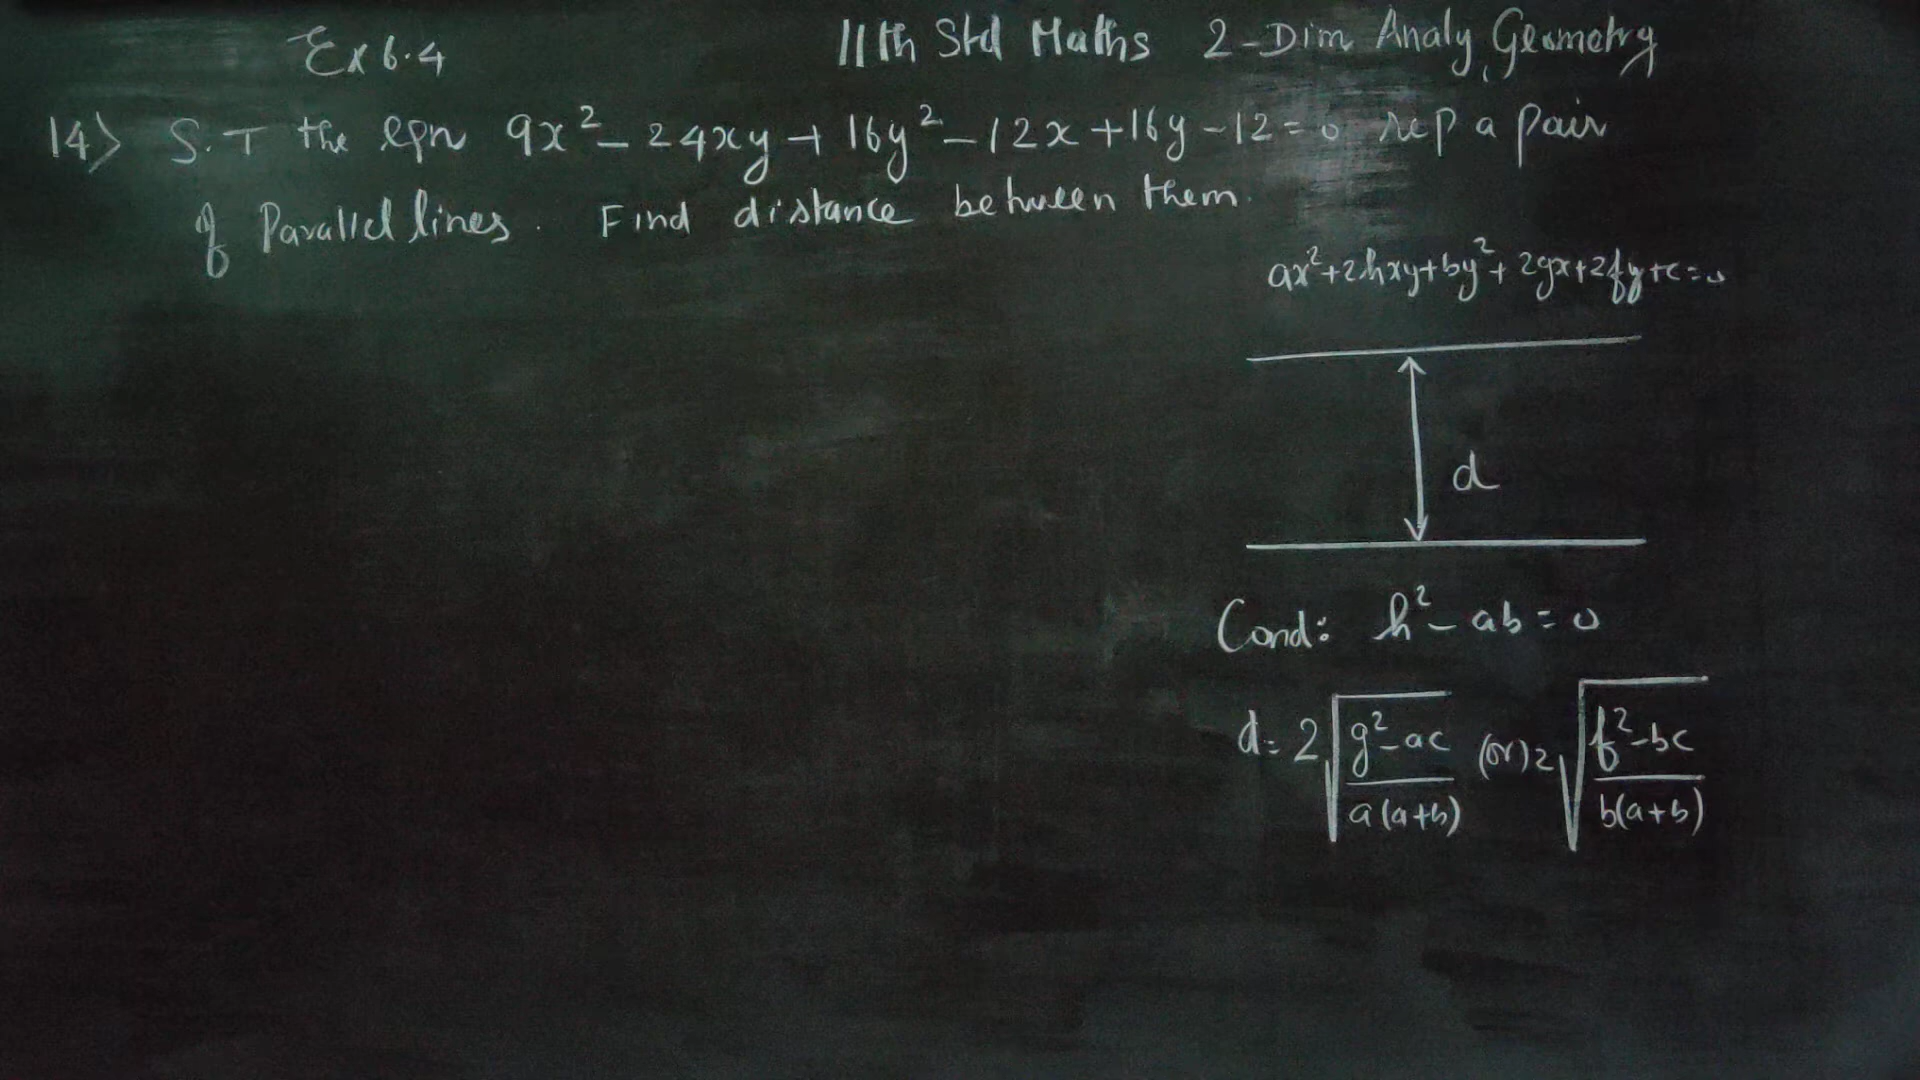 Ex 6.4
11th Std Maths 2-Dim Analy, Geometry
14) S.T the eqn 9x² - 24xy + 16y² - 12x + 16y - 12 = 0 rep a pair
of Parallel lines. Find distance between them.
ax² + 2hxy + by² + 2gx + 2fy + c = 0
d
Cond: h² - ab = 0
d = 2√((g² - ac)/(a(a+b))) (or) 2√((f² - bc)/(b(a+b)))